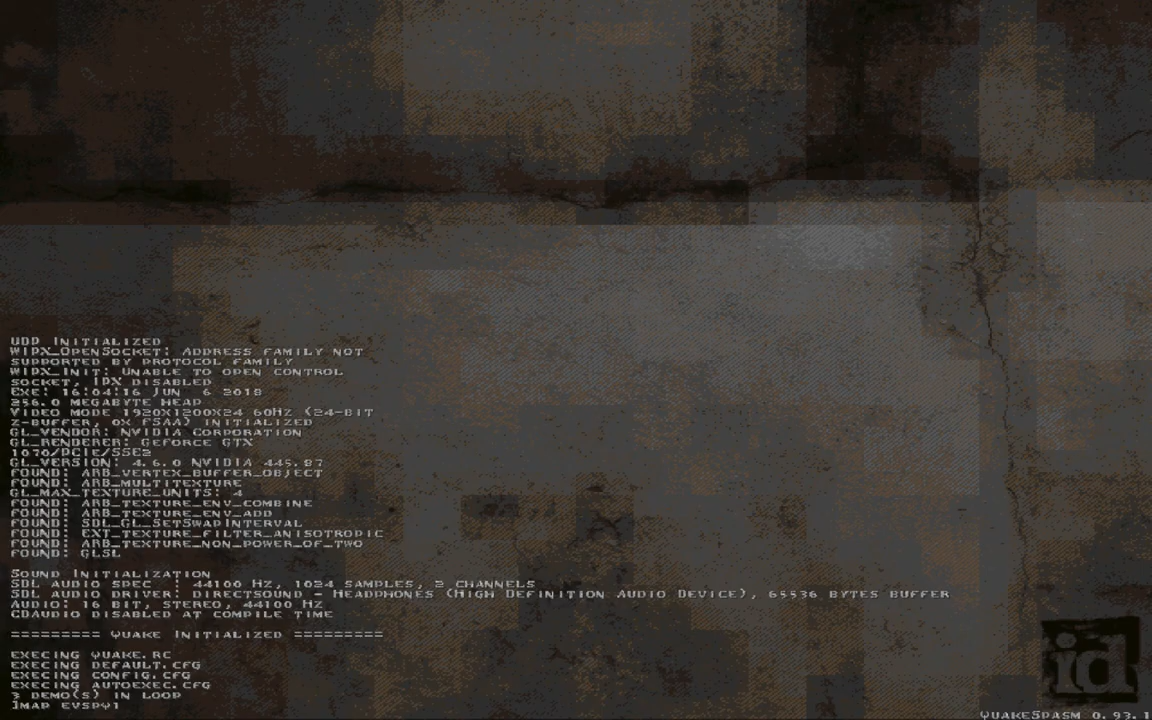 UDP Initialized
WIPX_OpenSocket: Address family not
supported by protocol family
WIPX_Init: Unable to open control
socket, IPX disabled
Exe: 16:04:16 Jun  6 2018
256.0 megabyte heap
Video mode 1920x1200x24 60Hz (24-bit
z-buffer, 0x FSAA) initialized
GL_VENDOR: NVIDIA Corporation
GL_RENDERER: GeForce GTX
1070/PCIe/SSE2
GL_VERSION: 4.6.0 NVIDIA 445.87
FOUND: ARB_vertex_buffer_object
FOUND: ARB_multitexture
GL_MAX_TEXTURE_UNITS: 4
FOUND: ARB_texture_env_combine
FOUND: ARB_texture_env_add
FOUND: SDL_GL_SetSwapInterval
FOUND: EXT_texture_filter_anisotropic
FOUND: ARB_texture_non_power_of_two
FOUND: GLSL
Sound Initialization
SDL audio spec  : 44100 Hz, 1024 samples, 2 channels
SDL audio driver: directsound - Headphones (High Definition Audio Device), 65536 bytes buffer
Audio: 16 bit, stereo, 44100 Hz
CDAudio disabled at compile time
========= Quake Initialized =========
execing quake.rc
execing default.cfg
execing config.cfg
execing autoexec.cfg
3 demo(s) in loop
]map evspq1
id
QuakeSpasm 0.93.1